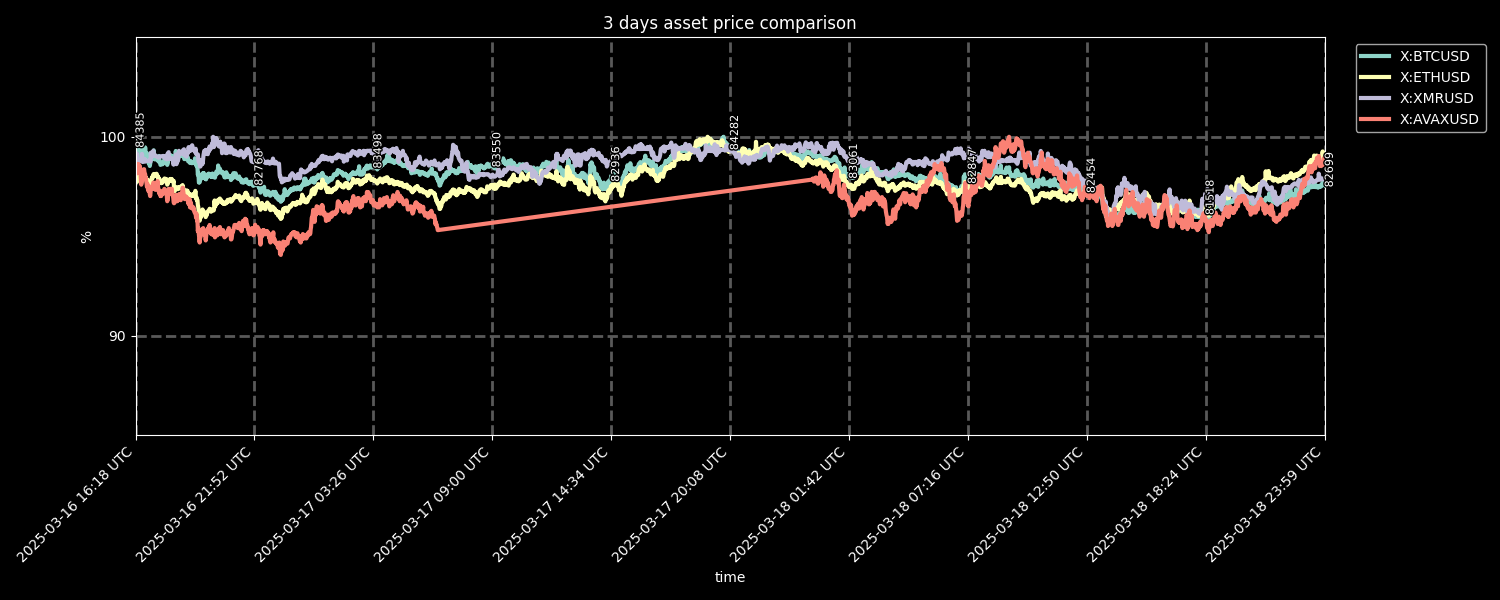 3 days asset price comparison
X:BTCUSD
X:ETHUSD
X:XMRUSD
X:AVAXUSD
100
90
%
84385
82768
83498
83550
82936
84282
83061
82847
82454
81518
82699
2025-03-16 16:18 UTC
2025-03-16 21:52 UTC
2025-03-17 03:26 UTC
2025-03-17 09:00 UTC
2025-03-17 14:34 UTC
2025-03-17 20:08 UTC
2025-03-18 01:42 UTC
2025-03-18 07:16 UTC
2025-03-18 12:50 UTC
2025-03-18 18:24 UTC
2025-03-18 23:59 UTC
time